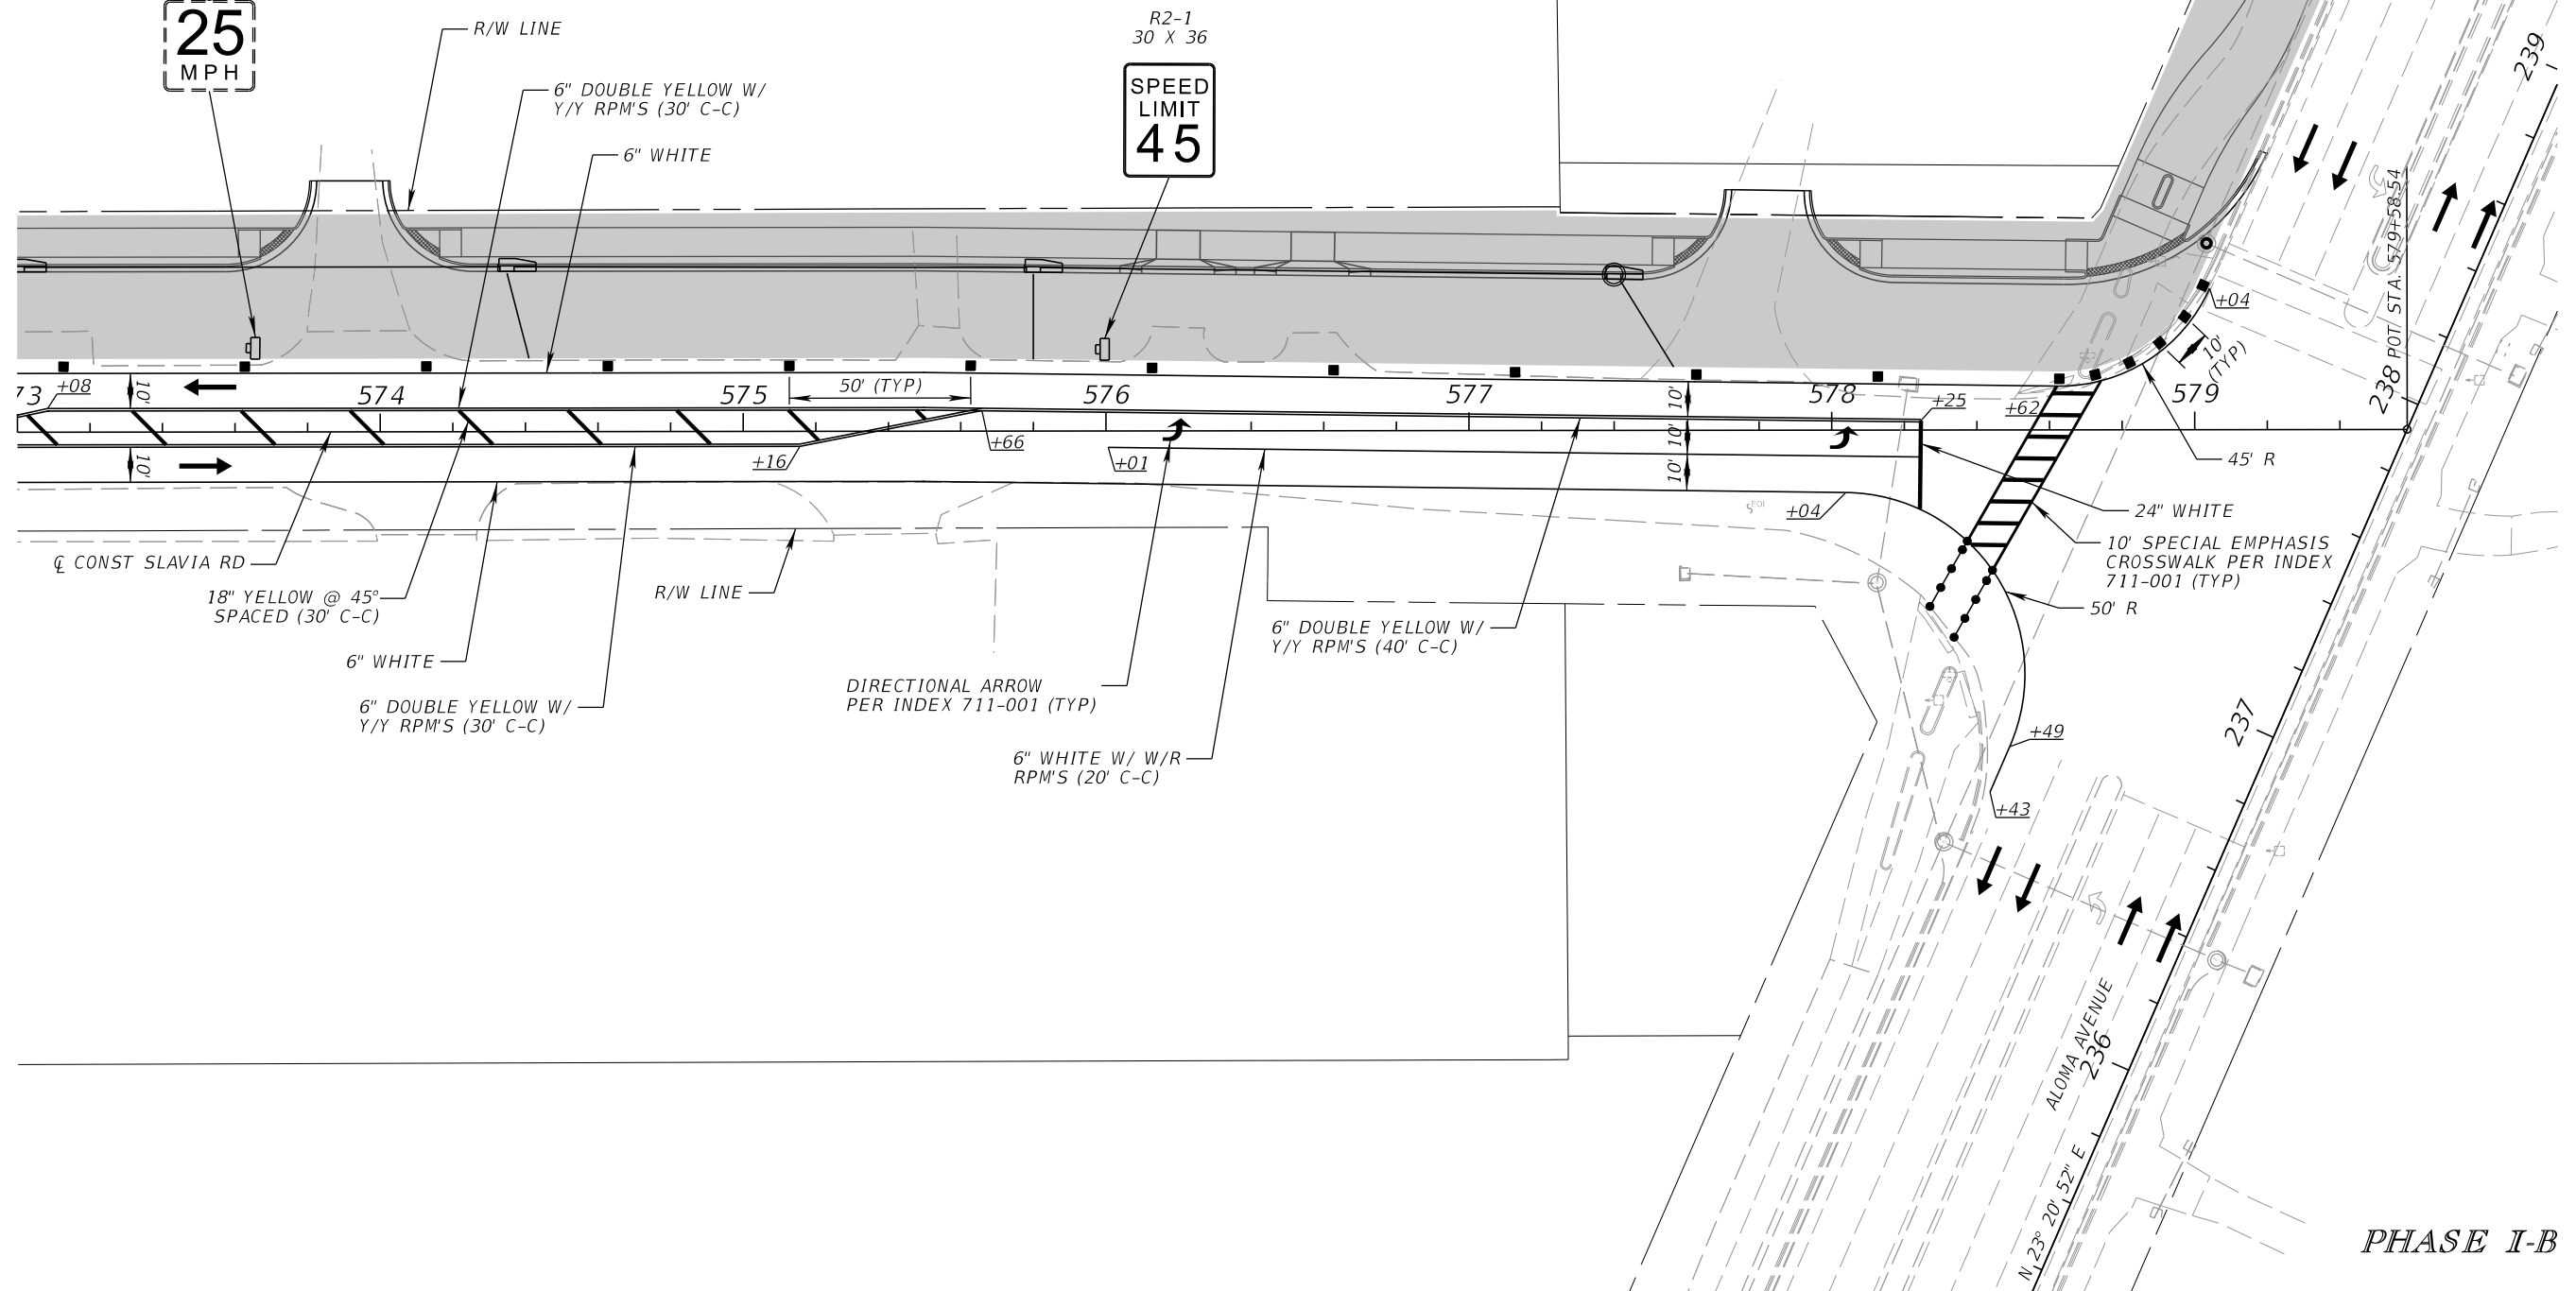 25
MPH
R/W LINE
R2-1
30 X 36
SPEED
LIMIT
45
6" DOUBLE YELLOW W/
Y/Y RPM'S (30' C-C)
6" WHITE
239
POT STA. 579+58.54
+04
10'
(TYP)
73
+08
10'
574
575
50' (TYP)
576
577
10'
578
+25
+62
579
238
+66
+16
+01
10'
10'
10'
45' R
+04
24" WHITE
10' SPECIAL EMPHASIS
CROSSWALK PER INDEX
711-001 (TYP)
50' R
℄ CONST SLAVIA RD
18" YELLOW @ 45°
SPACED (30' C-C)
R/W LINE
6" WHITE
6" DOUBLE YELLOW W/
Y/Y RPM'S (30' C-C)
6" DOUBLE YELLOW W/
Y/Y RPM'S (40' C-C)
DIRECTIONAL ARROW
PER INDEX 711-001 (TYP)
6" WHITE W/ W/R
RPM'S (20' C-C)
237
+49
+43
ALOMA AVENUE
236
N 23° 20' 52" E
PHASE I-B